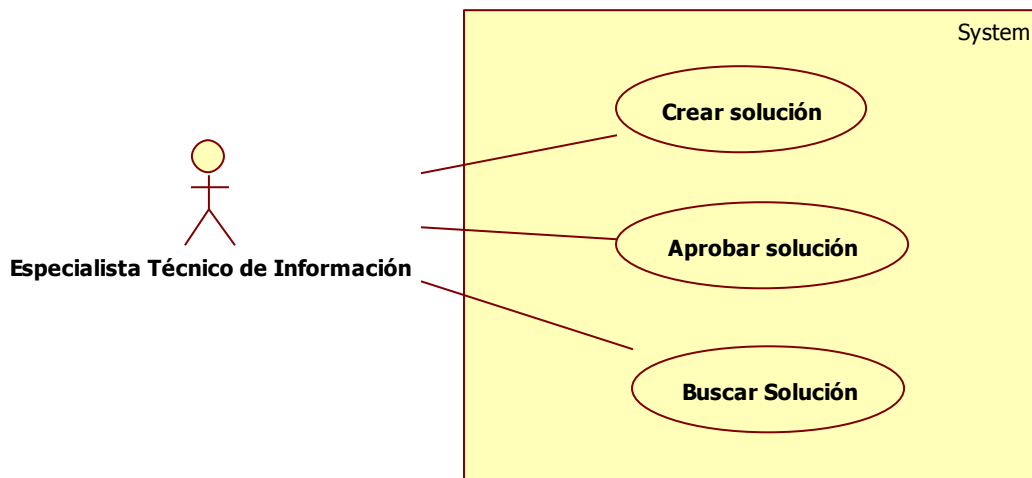 System
Crear solución
Aprobar solución
Especialista Técnico de Información
Buscar Solución